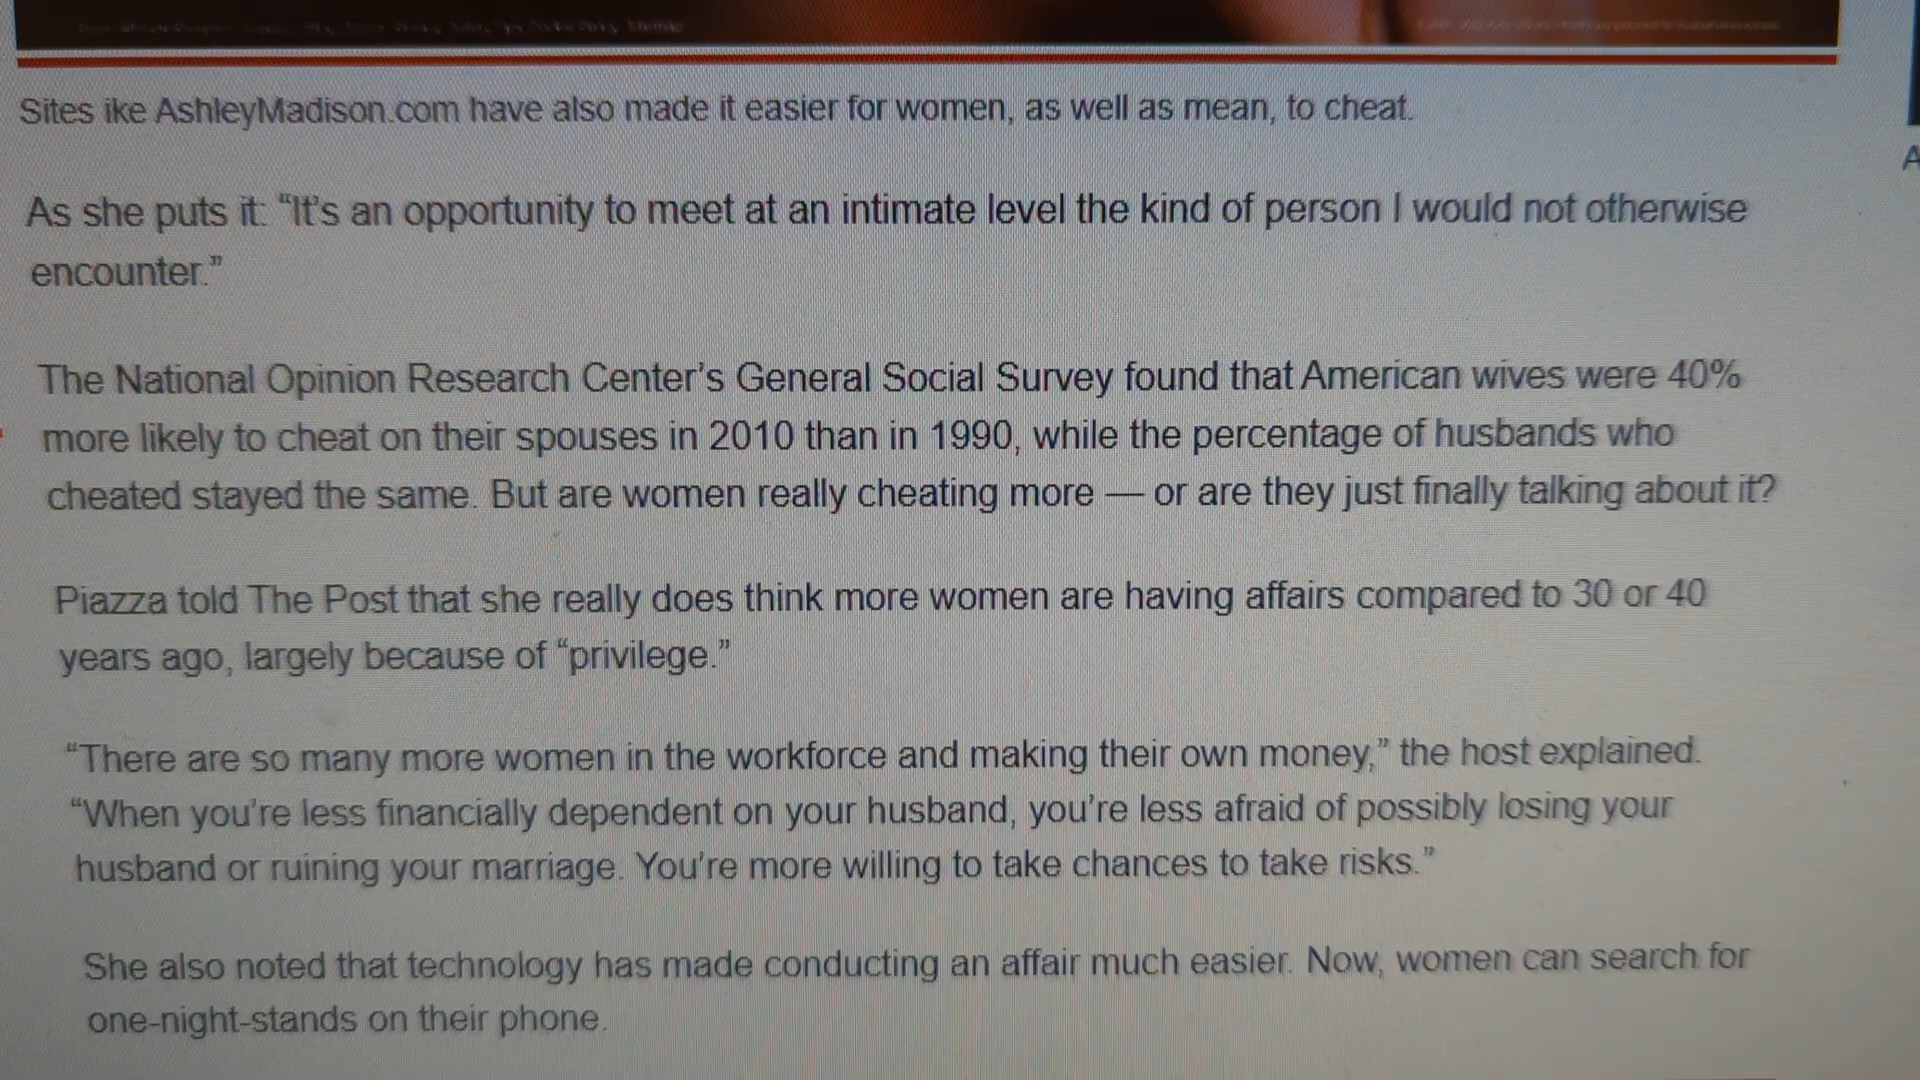 Sites ike AshleyMadison.com have also made it easier for women, as well as mean, to cheat.
A
As she puts it: “It's an opportunity to meet at an intimate level the kind of person I would not otherwise
encounter.”
The National Opinion Research Center's General Social Survey found that American wives were 40%
more likely to cheat on their spouses in 2010 than in 1990, while the percentage of husbands who
cheated stayed the same. But are women really cheating more — or are they just finally talking about it?
Piazza told The Post that she really does think more women are having affairs compared to 30 or 40
years ago, largely because of “privilege.”
“There are so many more women in the workforce and making their own money,” the host explained.
“When you're less financially dependent on your husband, you're less afraid of possibly losing your
husband or ruining your marriage. You're more willing to take chances to take risks.”
She also noted that technology has made conducting an affair much easier. Now, women can search for
one-night-stands on their phone.